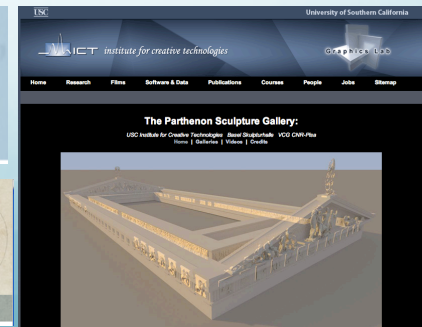 USC
University of Southern California
ICT institute for creative technologies
Graphics Lab
Home Research Films Software & Data Publications Courses People Jobs Sitemap
The Parthenon Sculpture Gallery:
USC Institute for Creative Technologies Basel Skulpturhalle VCG CNR-Pisa
Home | Galleries | Videos | Credits